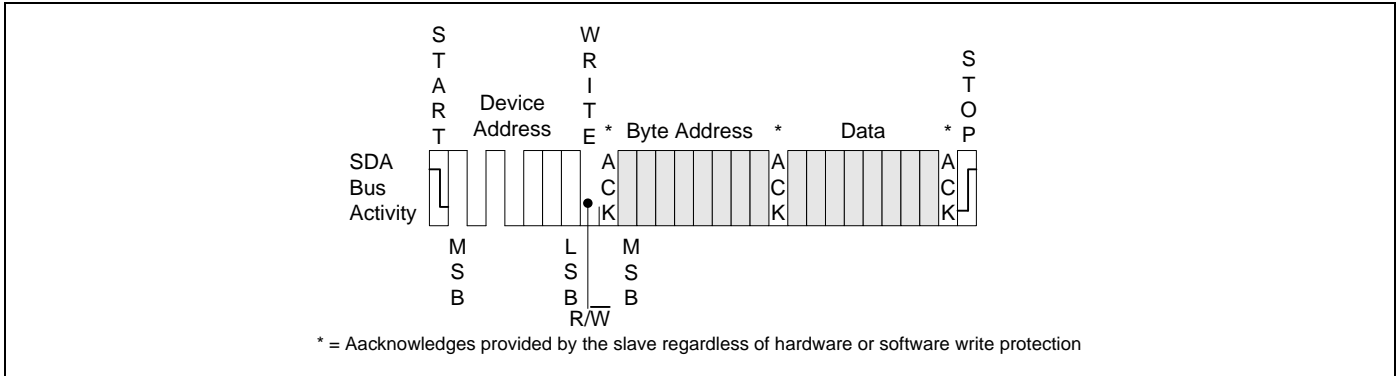 START
WRITE
STOP
Device
Address
* Byte Address * Data *
SDA
Bus
Activity
ACK
ACK
ACK
MSB
LSB
MSB
R/W̅
* = Aacknowledges provided by the slave regardless of hardware or software write protection